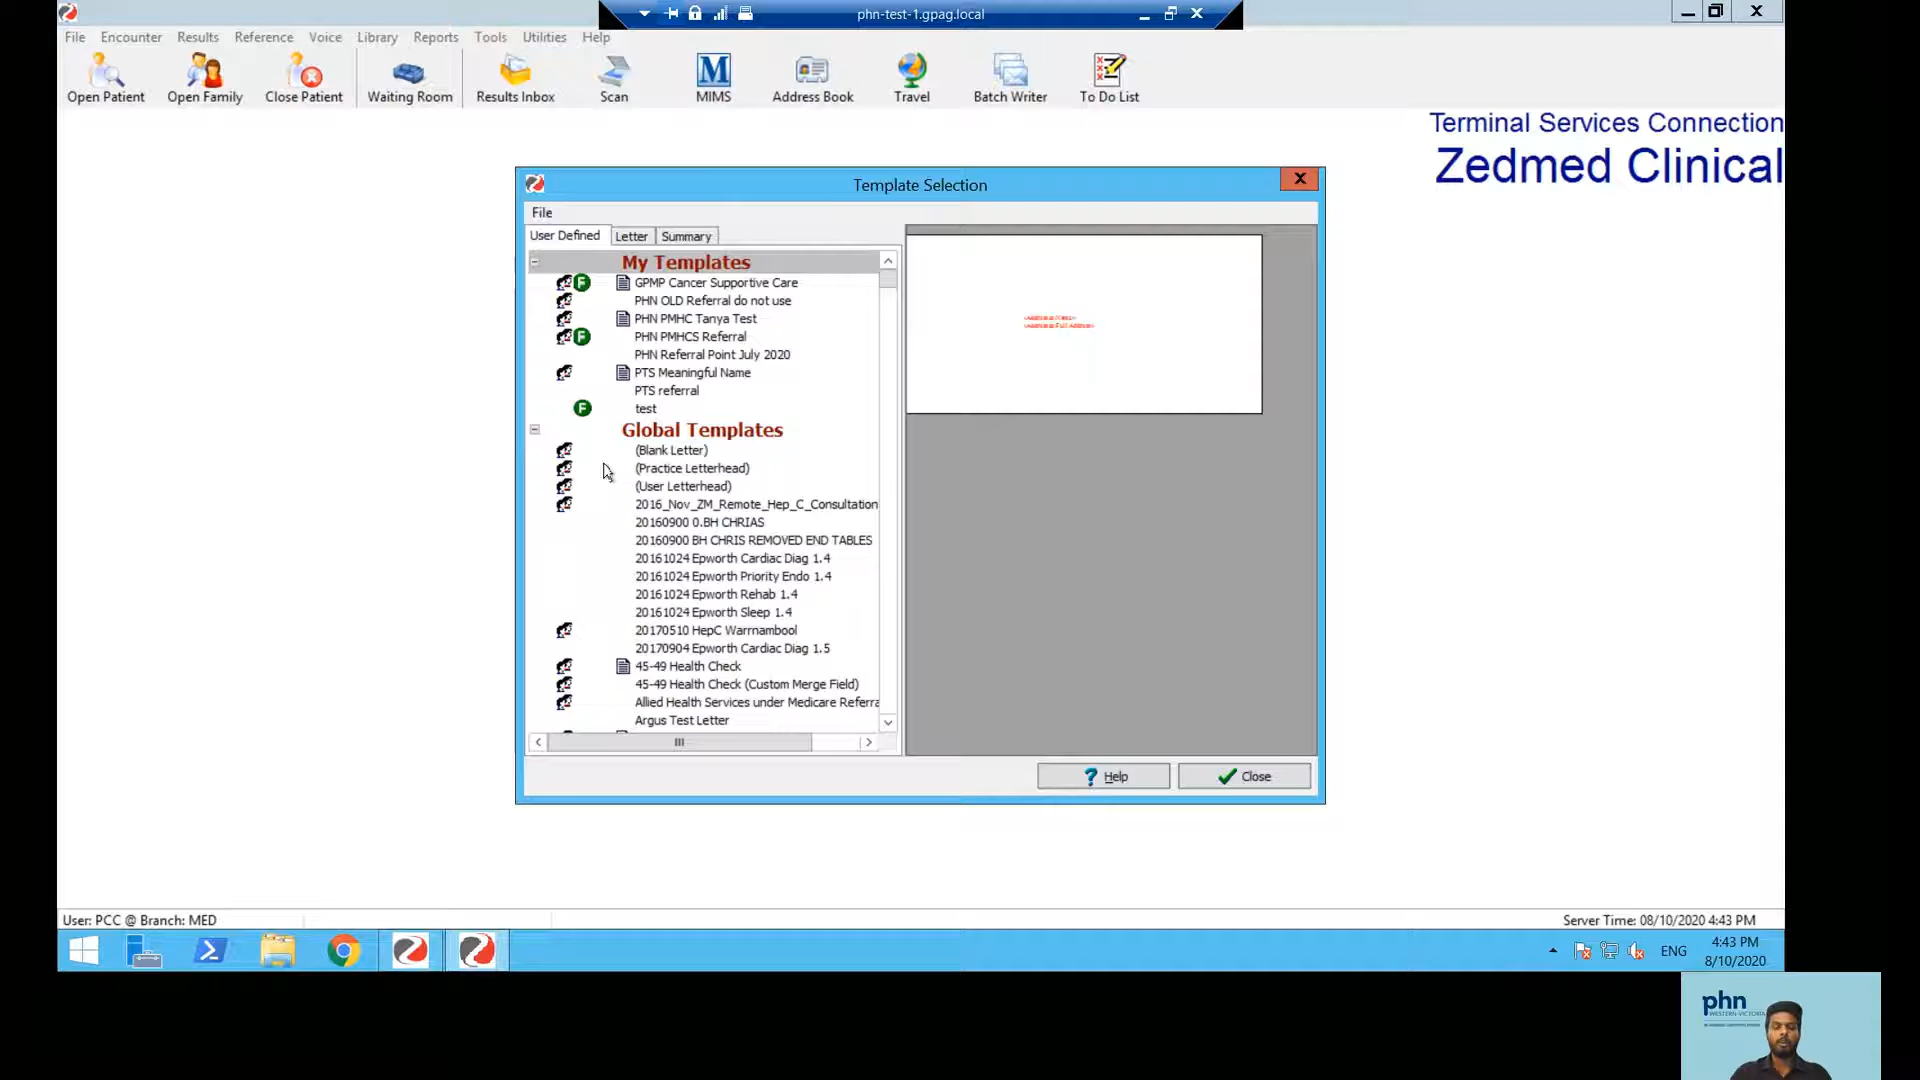 phn-test-1.gpag.local
File Encounter Results Reference Voice Library Reports Tools Utilities Help
Open Patient Open Family Close Patient Waiting Room Results Inbox Scan MIMS Address Book Travel Batch Writer To Do List
Terminal Services Connection
Zedmed Clinical
Template Selection
File
User Defined Letter Summary
My Templates
GPMP Cancer Supportive Care
PHN OLD Referral do not use
PHN PMHC Tanya Test
PHN PMHCS Referral
PHN Referral Point July 2020
PTS Meaningful Name
PTS referral
test
Global Templates
(Blank Letter)
(Practice Letterhead)
(User Letterhead)
2016_Nov_ZM_Remote_Hep_C_Consultation
20160900 0.BH CHRIAS
20160900 BH CHRIS REMOVED END TABLES
20161024 Epworth Cardiac Diag 1.4
20161024 Epworth Priority Endo 1.4
20161024 Epworth Rehab 1.4
20161024 Epworth Sleep 1.4
20170510 HepC Warrnambool
20170904 Epworth Cardiac Diag 1.5
45-49 Health Check
45-49 Health Check (Custom Merge Field)
Allied Health Services under Medicare Referra
Argus Test Letter
Help Close
User: PCC @ Branch: MED
Server Time: 08/10/2020 4:43 PM
ENG
4:43 PM
8/10/2020
phn
WESTERN VICTORIA